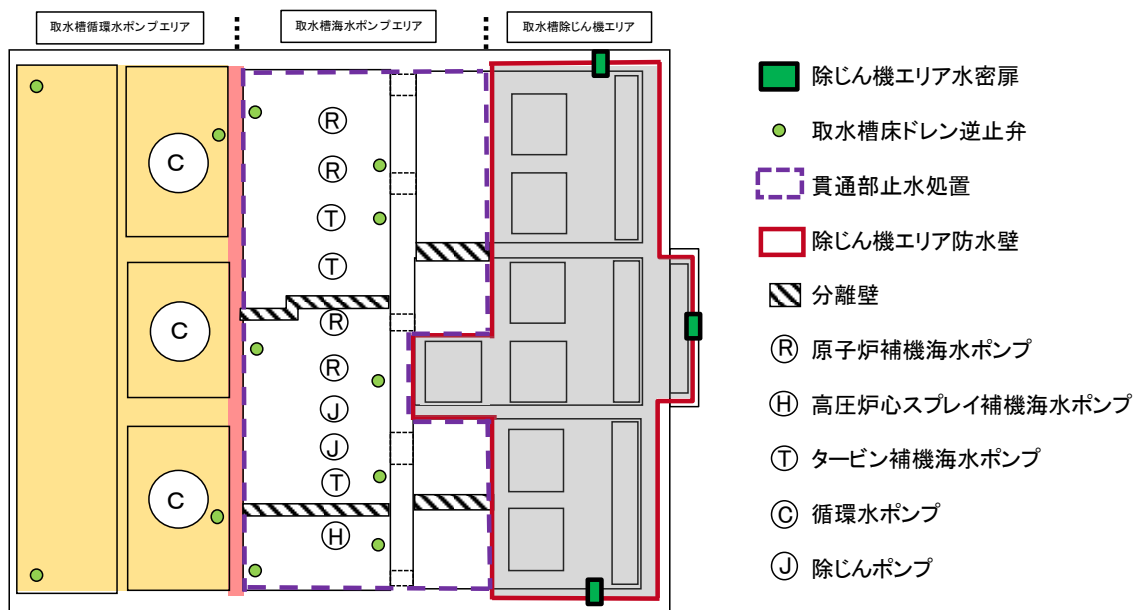 取水槽循環水ポンプエリア
取水槽海水ポンプエリア
取水槽除じん機エリア
C
C
C
R
R
T
T
R
R
J
J
T
H
除じん機エリア水密扉
取水槽床ドレン逆止弁
貫通部止水処置
除じん機エリア防水壁
分離壁
R 原子炉補機海水ポンプ
H 高圧炉心スプレイ補機海水ポンプ
T タービン補機海水ポンプ
C 循環水ポンプ
J 除じんポンプ